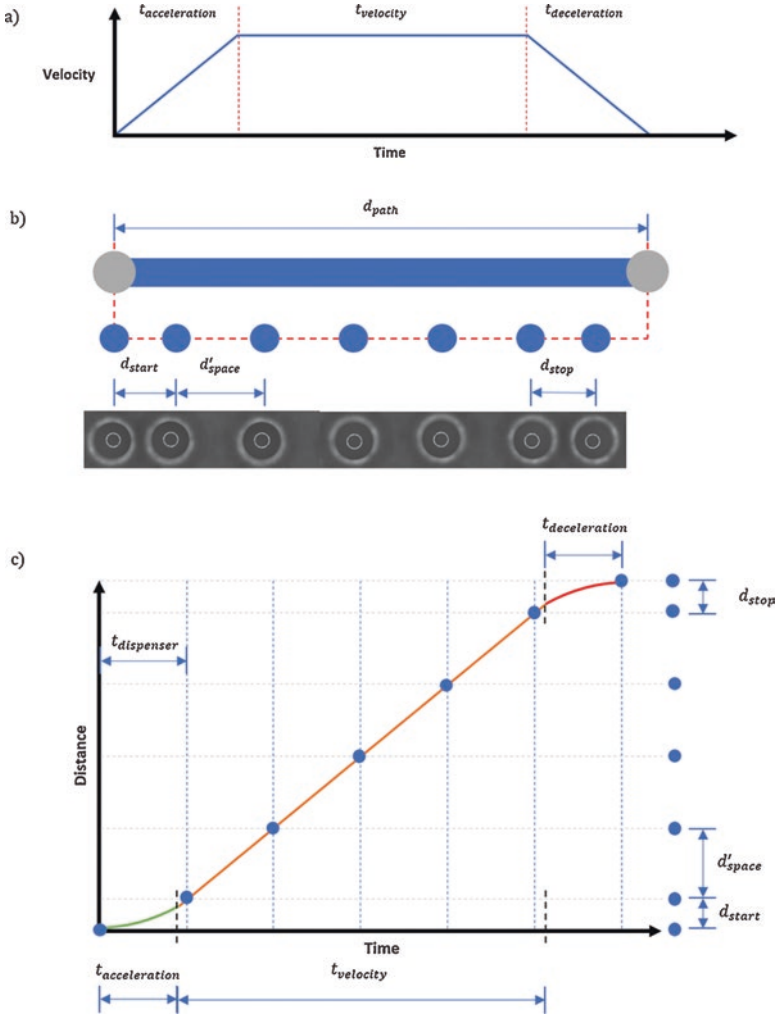 a)
t_acceleration
t_velocity
t_deceleration
Velocity
Time
b)
d_path
d_start
d'_space
d_stop
c)
t_deceleration
d_stop
t_dispenser
Distance
d'_space
d_start
Time
t_acceleration
t_velocity